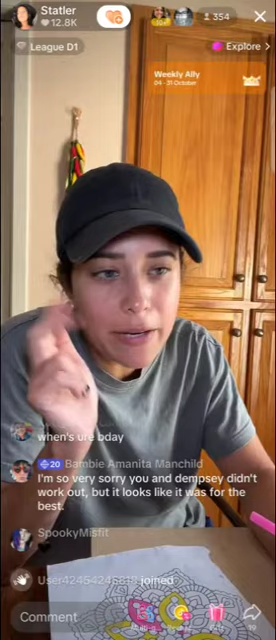 Statler
12.8K
354
League D1
Explore >
Weekly Ally
04 - 31 October
when's ure bday
20 Bambie Amanita Manchild
I'm so very sorry you and dempsey didn't
work out, but it looks like it was for the
best.
SpookyMisfit
joined
Comment
39